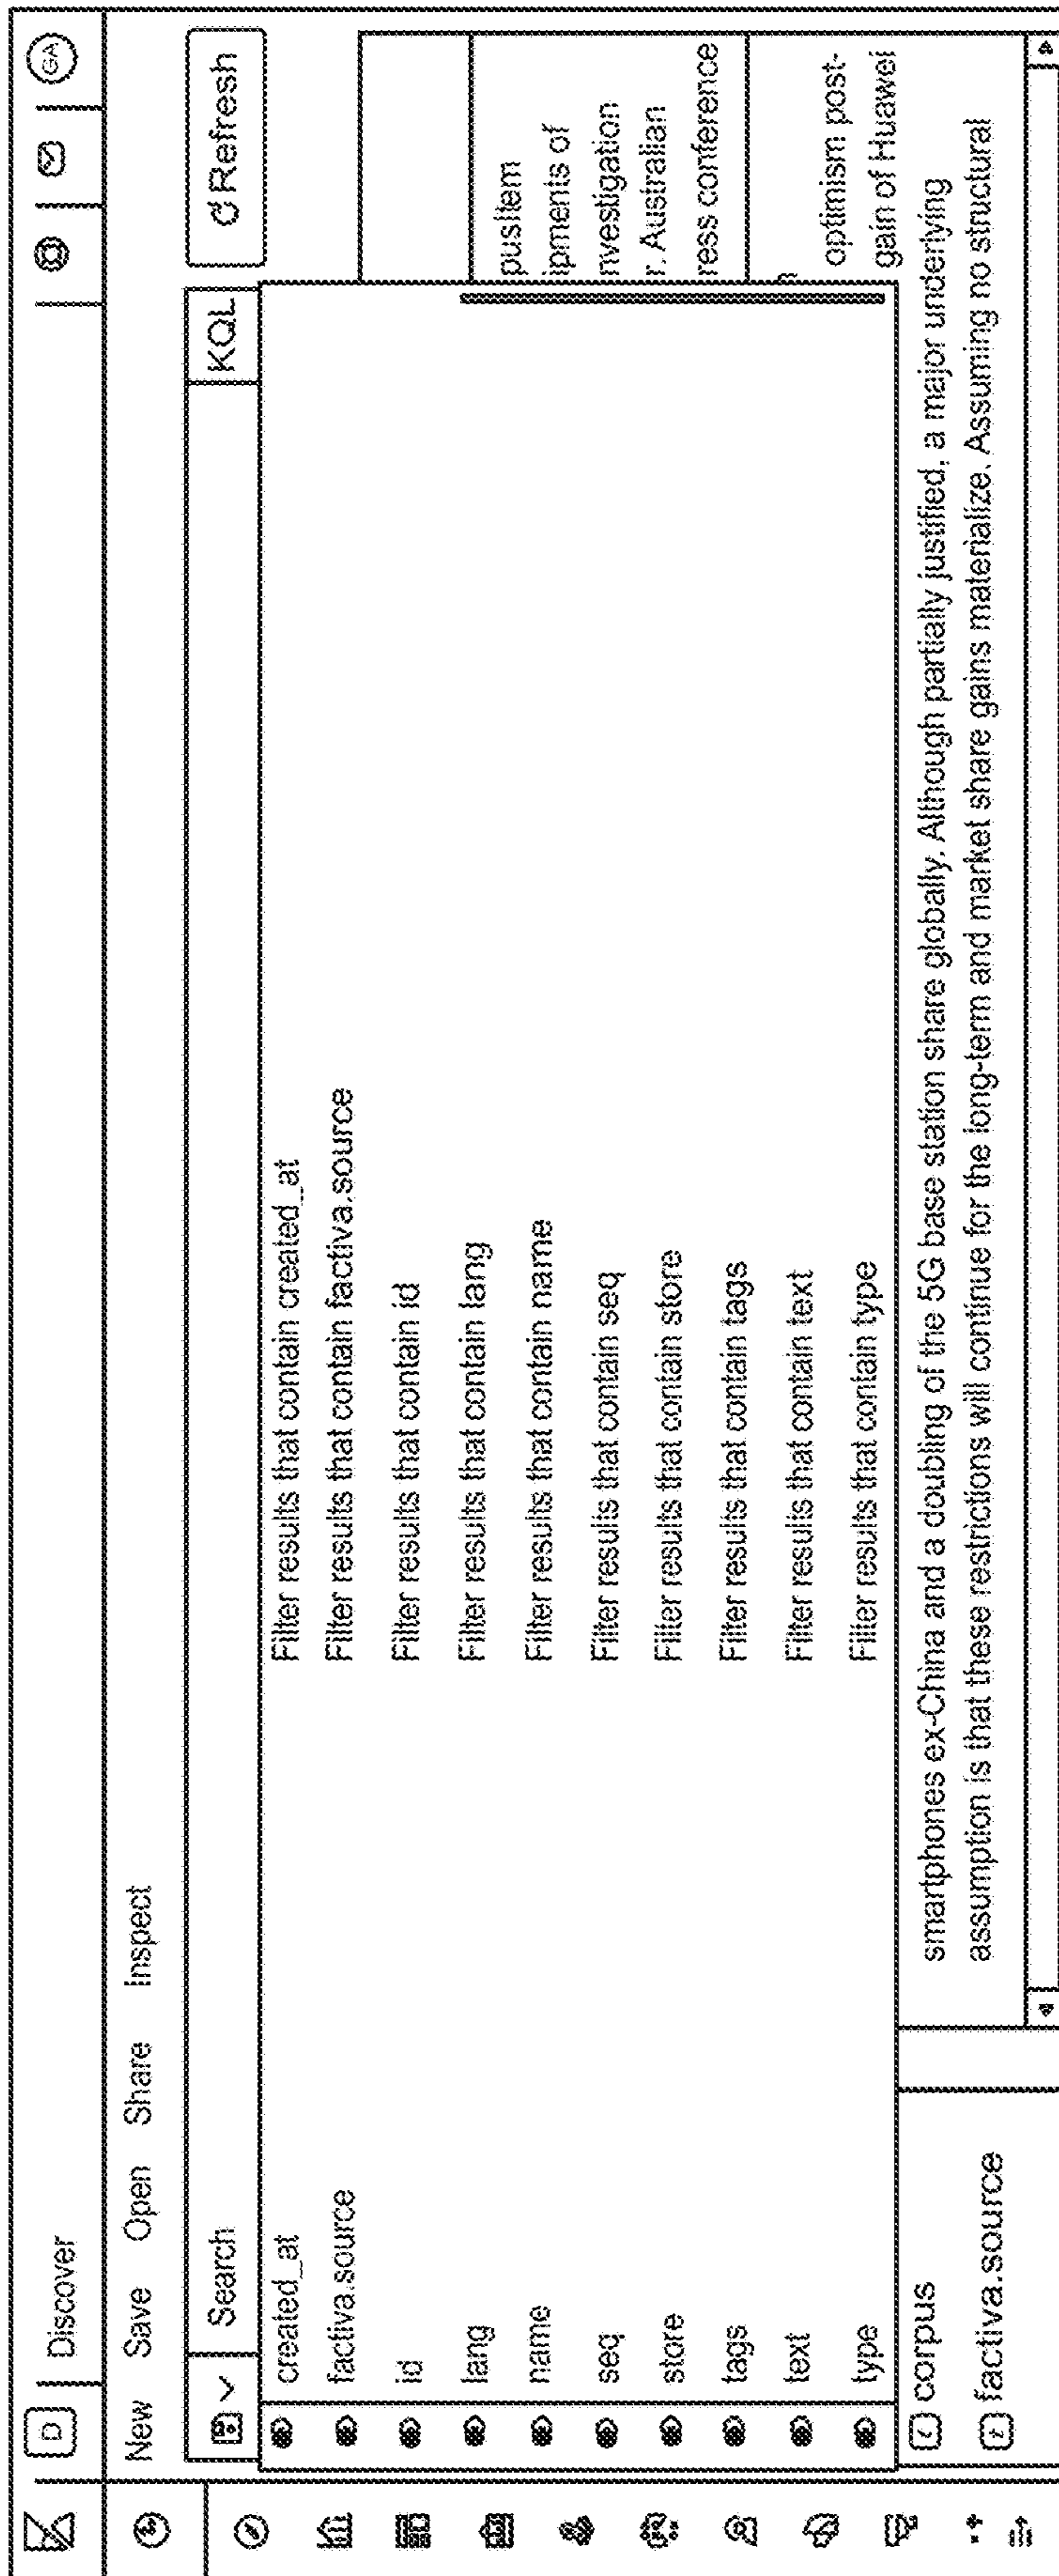 D Discover GA
New Save Open Share Inspect
Search KQL Refresh
created_at Filter results that contain created_at
factiva.source Filter results that contain factiva.source
id Filter results that contain id
lang Filter results that contain lang
name Filter results that contain name
seq Filter results that contain seq
store Filter results that contain store
tags Filter results that contain tags
text Filter results that contain text
type Filter results that contain type
pusItem
ipments of
nvestigation
r. Australian
ress conference
optimism post-
gain of Huawei
t corpus
t factiva.source
smartphones ex-China and a doubling of the 5G base station share globally. Although partially justified, a major underlying
assumption is that these restrictions will continue for the long-term and market share gains materialize. Assuming no structural